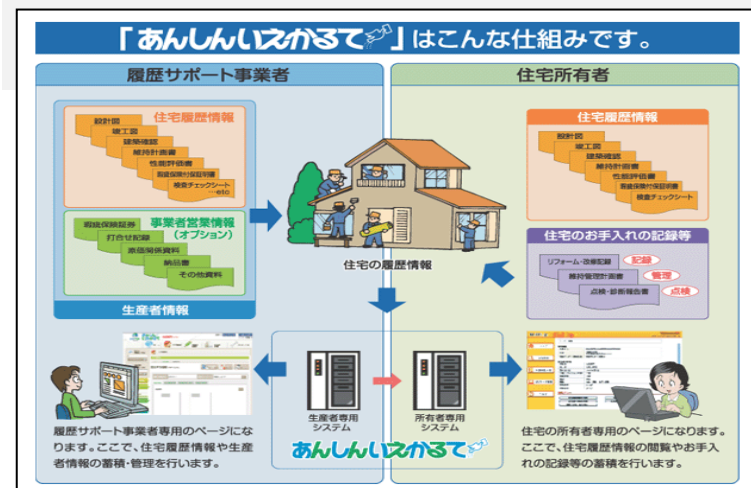 「あんしんいえかるて」はこんな仕組みです。
履歴サポート事業者
住宅履歴情報
設計図
竣工図
建築確認
維持計画書
性能評価書
瑕疵保険付保証明書
検査チェックシート
…etc
事業者営業情報
(オプション)
瑕疵保険証券
打合せ記録
原価関係資料
納品書
その他資料
生産者情報
住宅の履歴情報
住宅所有者
住宅履歴情報
設計図
竣工図
建築確認
維持計画書
性能評価書
瑕疵保険付保証明書
検査チェックシート
住宅のお手入れの記録等
リフォーム・改修記録 記録
維持管理計画書 管理
点検・診断報告書 点検
履歴サポート事業者専用のページにな
ります。ここで、住宅履歴情報や生産
者情報の蓄積・管理を行います。
生産者専用
システム
所有者専用
システム
あんしんいえかるて
住宅の所有者専用のページになります。
ここで、住宅履歴情報の閲覧やお手入
れの記録等の蓄積を行います。